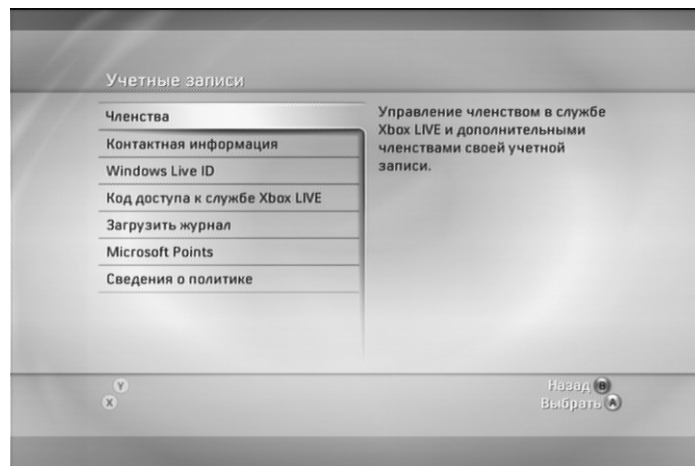 Учетные записи
Членства
Контактная информация
Windows Live ID
Код доступа к службе Xbox LIVE
Загрузить журнал
Microsoft Points
Сведения о политике
Управление членством в службе
Xbox LIVE и дополнительными
членствами своей учетной
записи.
Y
X
Назад B
Выбрать A